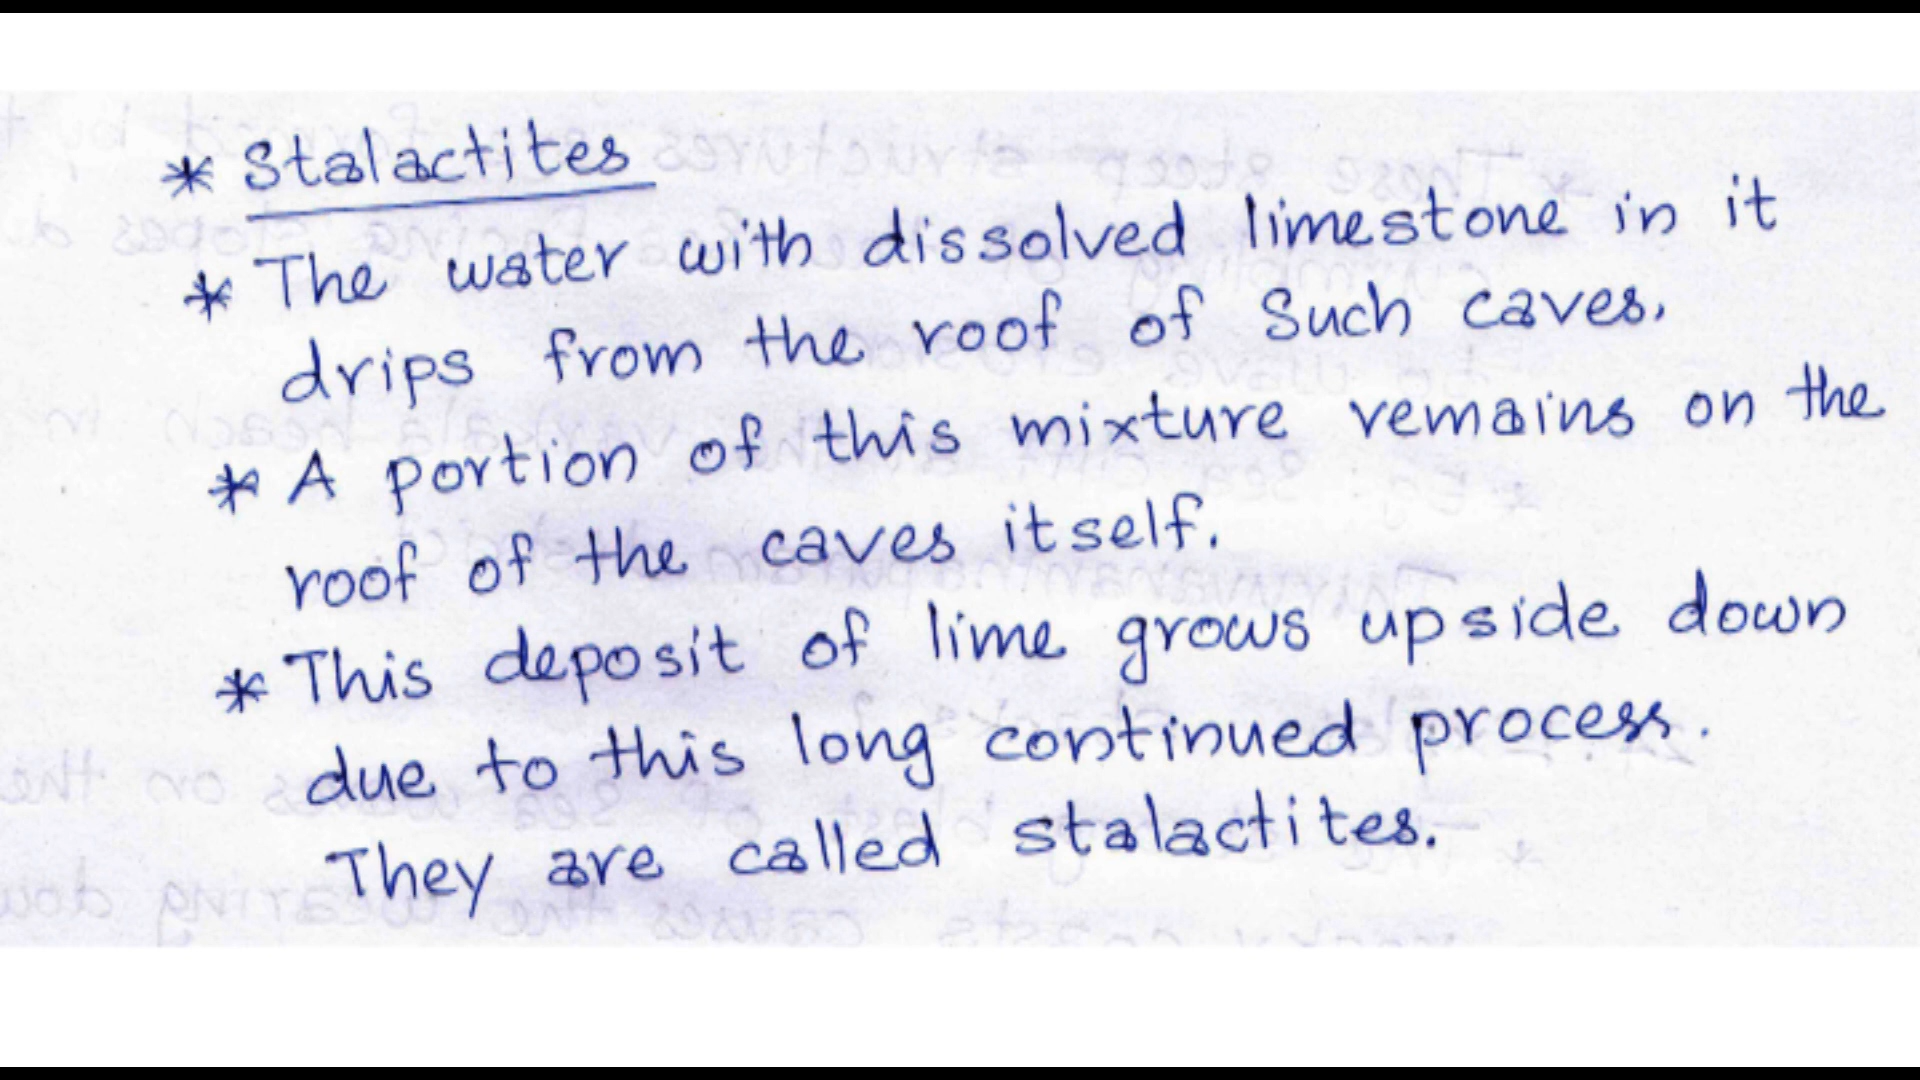 * Stalactites
* The water with dissolved limestone in it
drips from the roof of Such caves.
* A portion of this mixture remains on the
roof of the caves itself.
* This deposit of lime grows upside down
due to this long continued process.
They are called stalactites.